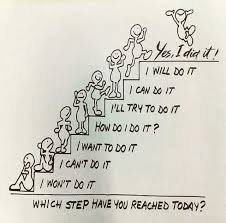 Yes, I did it!
I WILL DO IT
I CAN DO IT
I'LL TRY TO DO IT
HOW DO I DO IT?
I WANT TO DO IT
I CAN'T DO IT
I WON'T DO IT
WHICH STEP HAVE YOU REACHED TODAY?